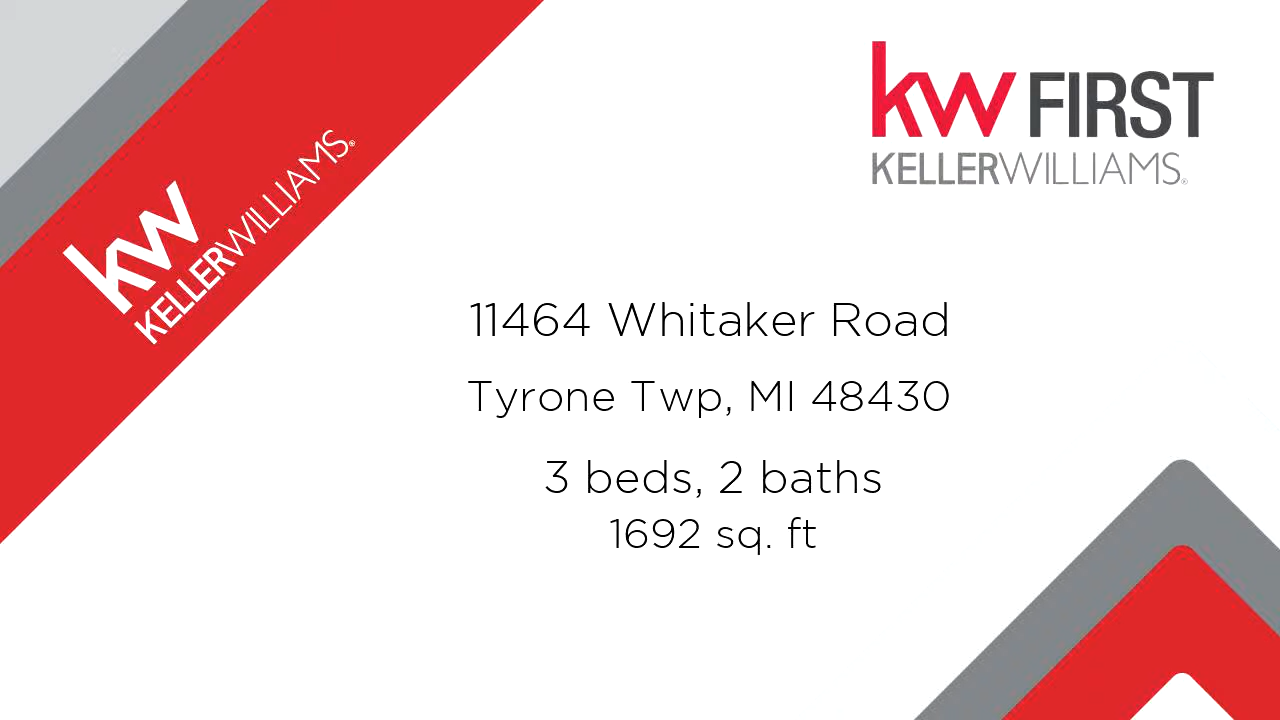 kw
KELLERWILLIAMS®
kw FIRST
KELLERWILLIAMS®
11464 Whitaker Road
Tyrone Twp, MI 48430
3 beds, 2 baths
1692 sq. ft